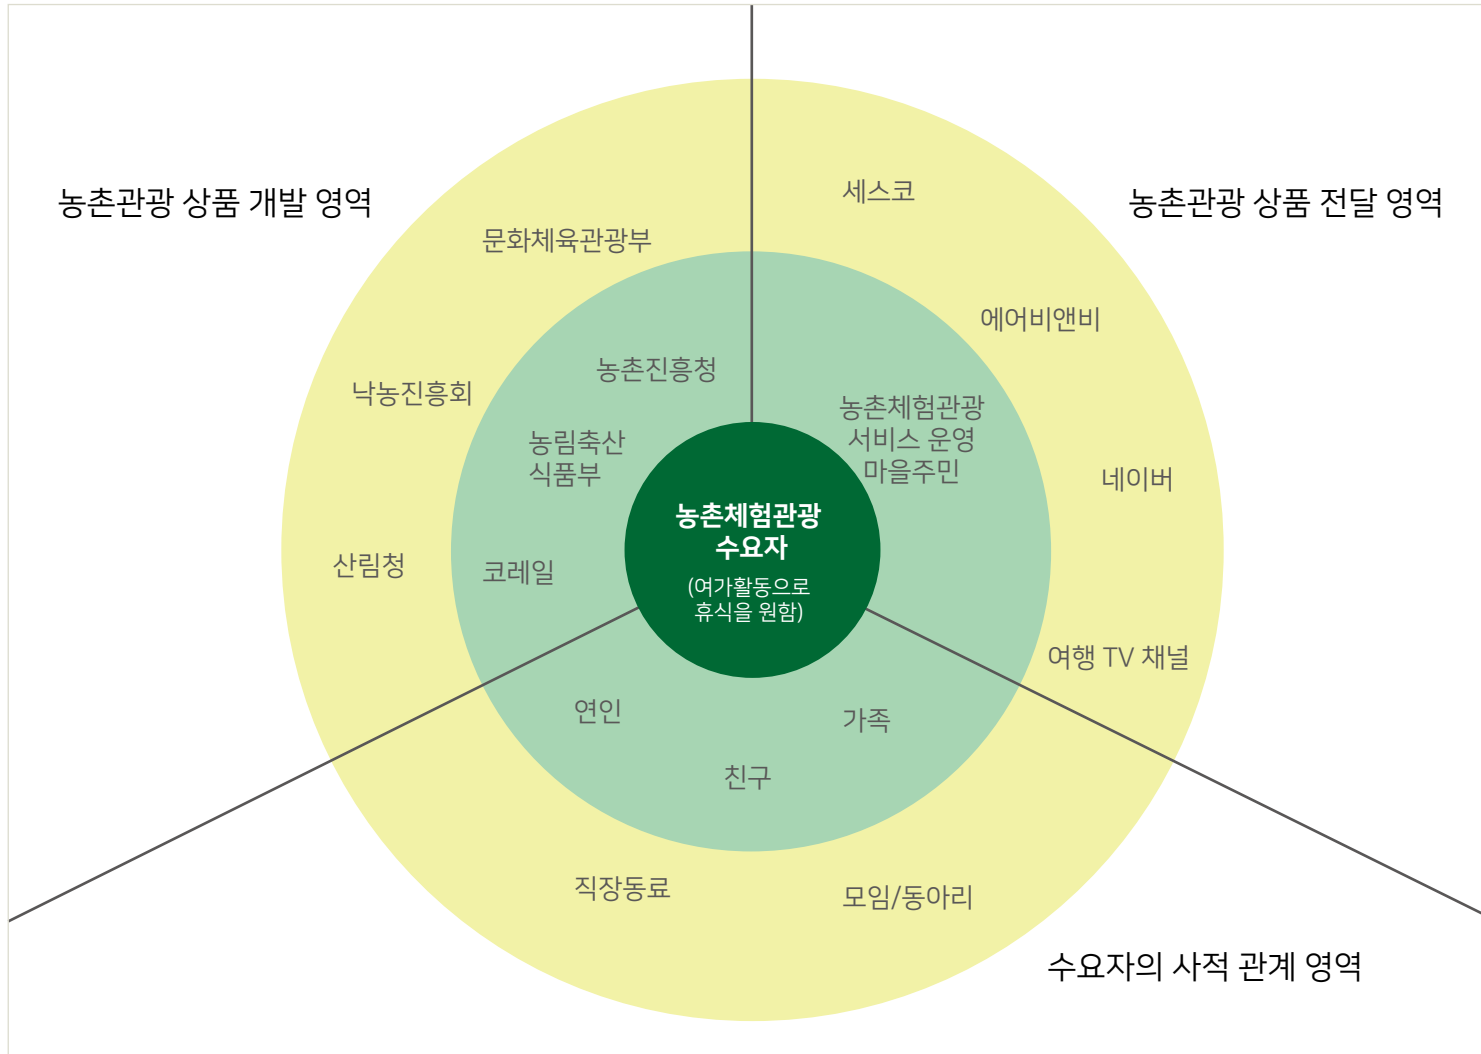 농촌관광 상품 개발 영역
농촌관광 상품 전달 영역
세스코
문화체육관광부
에어비앤비
농촌진흥청
낙농진흥회
농촌체험관광
서비스 운영
마을주민
농림축산
식품부
네이버
농촌체험관광
수요자
(여가활동으로
휴식을 원함)
산림청
코레일
여행 TV 채널
연인
가족
친구
직장동료
모임/동아리
수요자의 사적 관계 영역